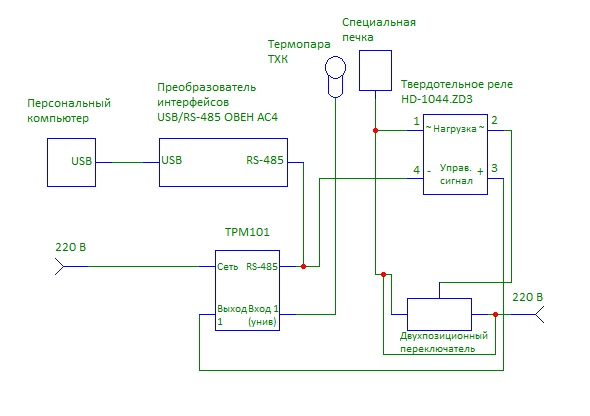 Специальная
печка
Термопара
ТХК
Твердотельное реле
HD-1044.ZD3
Преобразователь
интерфейсов
USB/RS-485 ОВЕН АС4
Персональный
компьютер
1
2
~ Нагрузка ~
USB
USB
RS-485
4
-
Управ.
сигнал
+
3
ТРМ101
220 В
Сеть
RS-485
Выход
1
Вход 1
(унив)
220 В
Двухпозиционный
переключатель